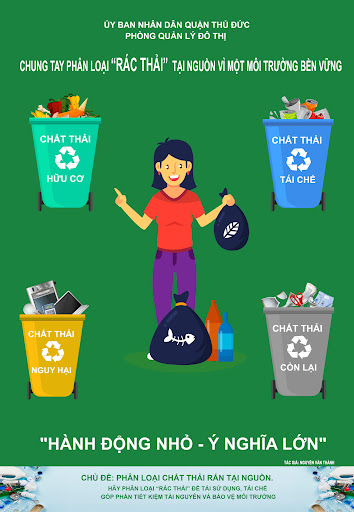 ỦY BAN NHÂN DÂN QUẬN THỦ ĐỨC
PHÒNG QUẢN LÝ ĐÔ THỊ
CHUNG TAY PHÂN LOẠI “RÁC THẢI” TẠI NGUỒN VÌ MỘT MÔI TRƯỜNG BỀN VỮNG
CHẤT THẢI
HỮU CƠ
CHẤT THẢI
TÁI CHẾ
CHẤT THẢI
NGUY HẠI
CHẤT THẢI
CÒN LẠI
TÁC GIẢ: NGUYỄN VĂN THÀNH
"HÀNH ĐỘNG NHỎ - Ý NGHĨA LỚN"
CHỦ ĐỀ: PHÂN LOẠI CHẤT THẢI RẮN TẠI NGUỒN.
HÃY PHÂN LOẠI “RÁC THẢI” ĐỂ TÁI SỬ DỤNG, TÁI CHẾ
GÓP PHẦN TIẾT KIỆM TÀI NGUYÊN VÀ BẢO VỆ MÔI TRƯỜNG